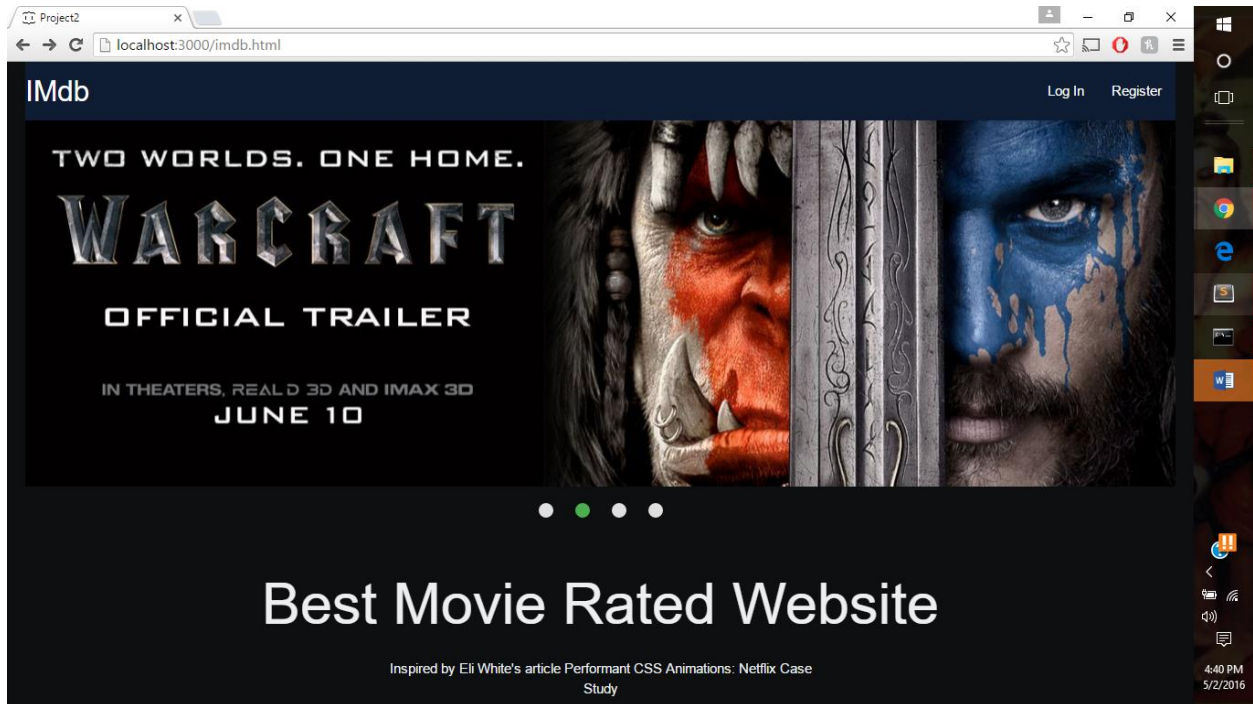 Project2
localhost:3000/imdb.html
IMdb
Log In
Register
TWO WORLDS. ONE HOME.
WARCRAFT
OFFICIAL TRAILER
IN THEATERS, REAL D 3D AND IMAX 3D
JUNE 10
Best Movie Rated Website
Inspired by Eli White's article Performant CSS Animations: Netflix Case
Study
4:40 PM
5/2/2016